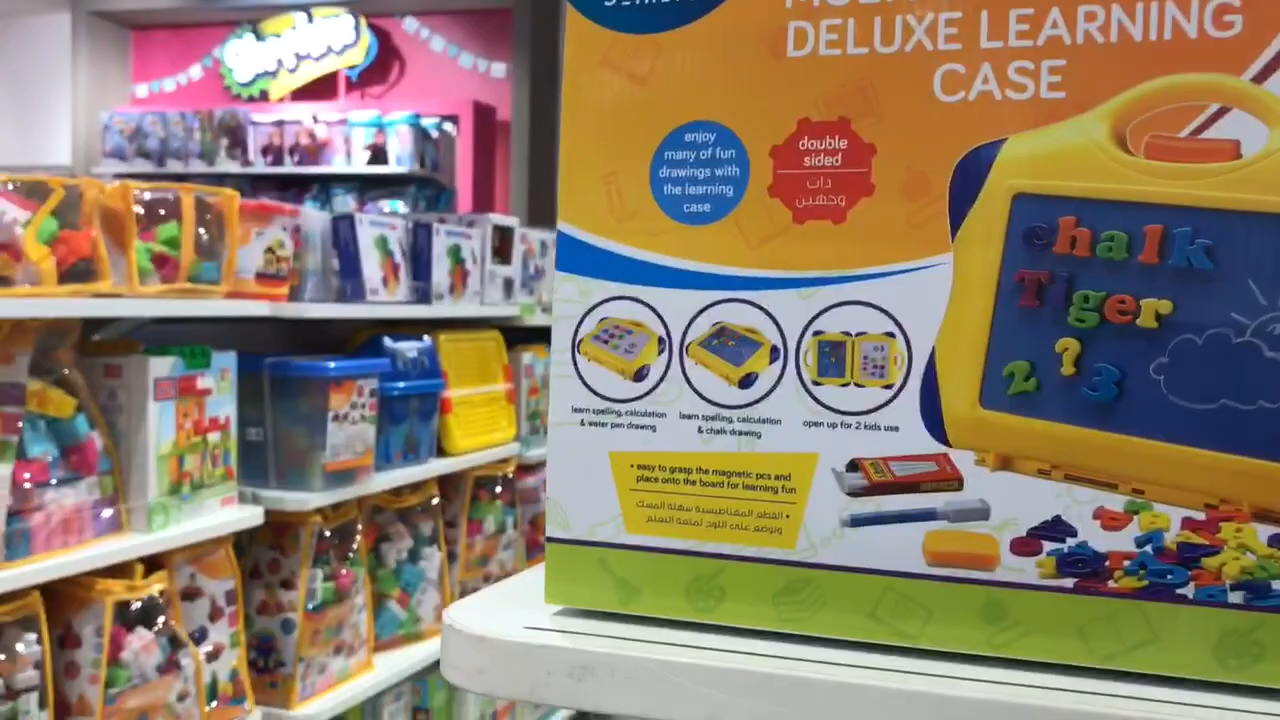 Shopkins
DELUXE LEARNING
CASE
enjoy
many of fun
drawings with
the learning
case
double
sided
ذات
وجهين
chalk
Tiger
2 ? 3
learn spelling, calculation
& water pen drawing
learn spelling, calculation
& chalk drawing
open up for 2 kids use
• easy to grasp the magnetic pcs and
place onto the board for learning fun
• القطع المغناطيسية سهلة المسك
وتوضع على اللوح لمتعة التعلم